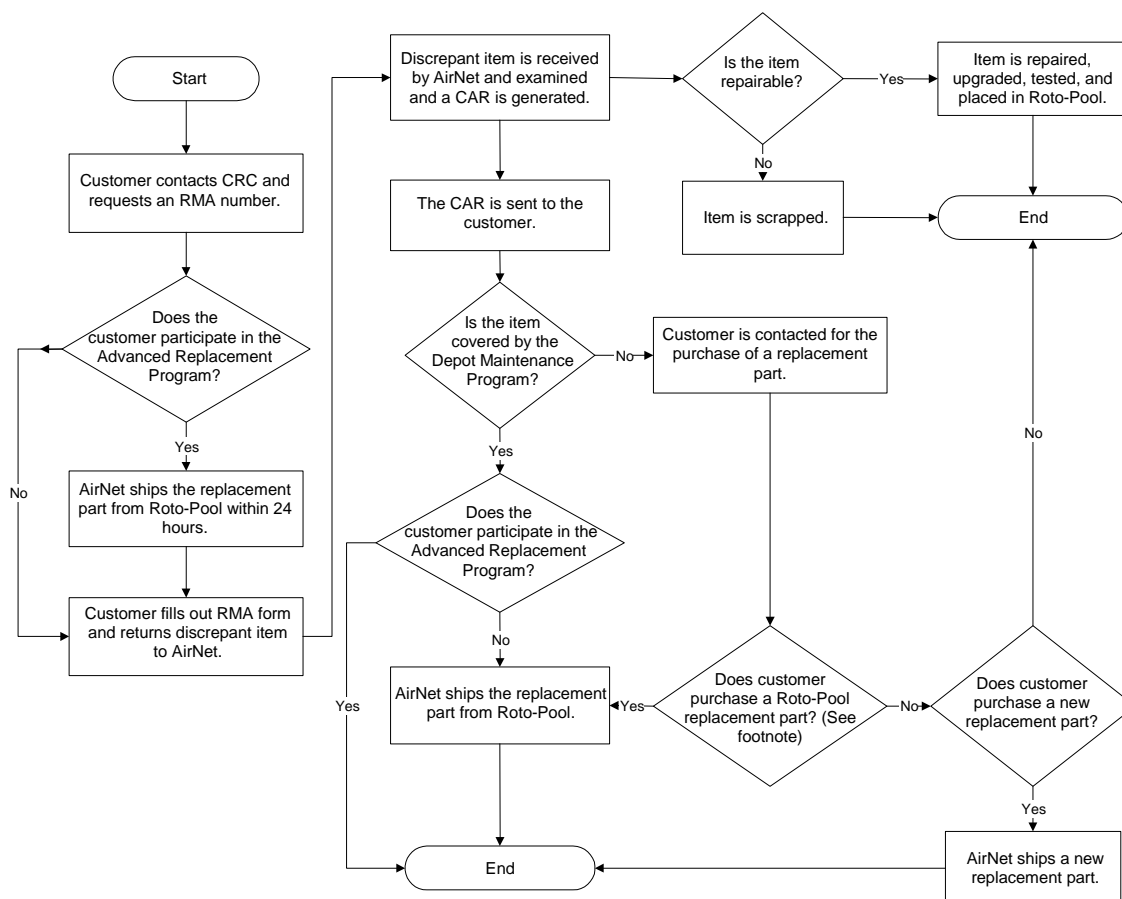 Start
Customer contacts CRC and
requests an RMA number.
Does the
customer participate in the
Advanced Replacement
Program?
Yes
No
AirNet ships the replacement
part from Roto-Pool within 24
hours.
Customer fills out RMA form
and returns discrepant item
to AirNet.
Discrepant item is received
by AirNet and examined
and a CAR is generated.
Is the item
repairable?
Yes
Item is repaired,
upgraded, tested, and
placed in Roto-Pool.
No
Item is scrapped.
End
The CAR is sent to the
customer.
Is the item
covered by the
Depot Maintenance
Program?
No
Customer is contacted for the
purchase of a replacement
part.
Yes
Does the
customer participate in the
Advanced Replacement
Program?
No
Yes
AirNet ships the replacement
part from Roto-Pool.
Yes
Does customer
purchase a Roto-Pool
replacement part? (See
footnote)
No
Does customer
purchase a new
replacement part?
No
Yes
AirNet ships a new
replacement part.
End